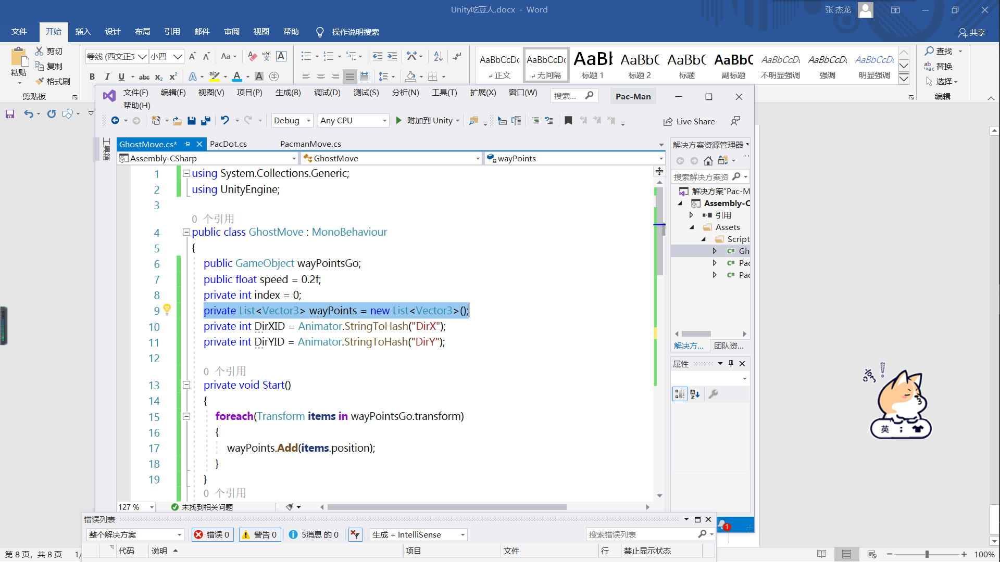 Unity吃豆人.docx - Word
张 杰龙
文件 开始 插入 设计 布局 引用 邮件 审阅 视图 帮助 操作说明搜索 共享
粘贴 剪切 复制 格式刷 剪贴板
等线 (西文正文 小四
AaBbCcDc 正文
AaBbCcDc 无间隔
AaBb 标题 1
AaBbC 标题 2
AaBbC 标题
AaBbC 副标题
AaBbCcDc 不明显强调
AaBbCcDc 强调
AaBbCcDc 明显强调
查找 替换 选择 编辑
文件(F) 编辑(E) 视图(V) 项目(P) 生成(B) 调试(D) 测试(S) 分析(N) 工具(T) 扩展(X) 窗口(W) 搜索... Pac-Man
帮助(H)
Debug Any CPU 附加到 Unity Live Share
工具箱
GhostMove.cs* PacDot.cs PacmanMove.cs
Assembly-CSharp GhostMove wayPoints
1 using System.Collections.Generic;
2 using UnityEngine;
3
0 个引用
4 public class GhostMove : MonoBehaviour
5 {
6 public GameObject wayPointsGo;
7 public float speed = 0.2f;
8 private int index = 0;
9 private List<Vector3> wayPoints = new List<Vector3>();
10 private int DirXID = Animator.StringToHash("DirX");
11 private int DirYID = Animator.StringToHash("DirY");
12
0 个引用
13 private void Start()
14 {
15 foreach(Transform items in wayPointsGo.transform)
16 {
17 wayPoints.Add(items.position);
18 }
19 }
0 个引用
127 % 未找到相关问题
解决方案资源管理器
搜索解决方案资
解决方案"Pac-M
Assembly-C
引用
Assets
Script
Gh
Pac
Pac
解决方... 团队资...
属性
哼!
英 ;
错误列表
整个解决方案 错误 0 警告 0 5消息 的 0 生成 + IntelliSense 搜索错误列表
代码 说明 项目 文件 行 禁止显示状态
1
第 8 页，共 8 页 1/
100%